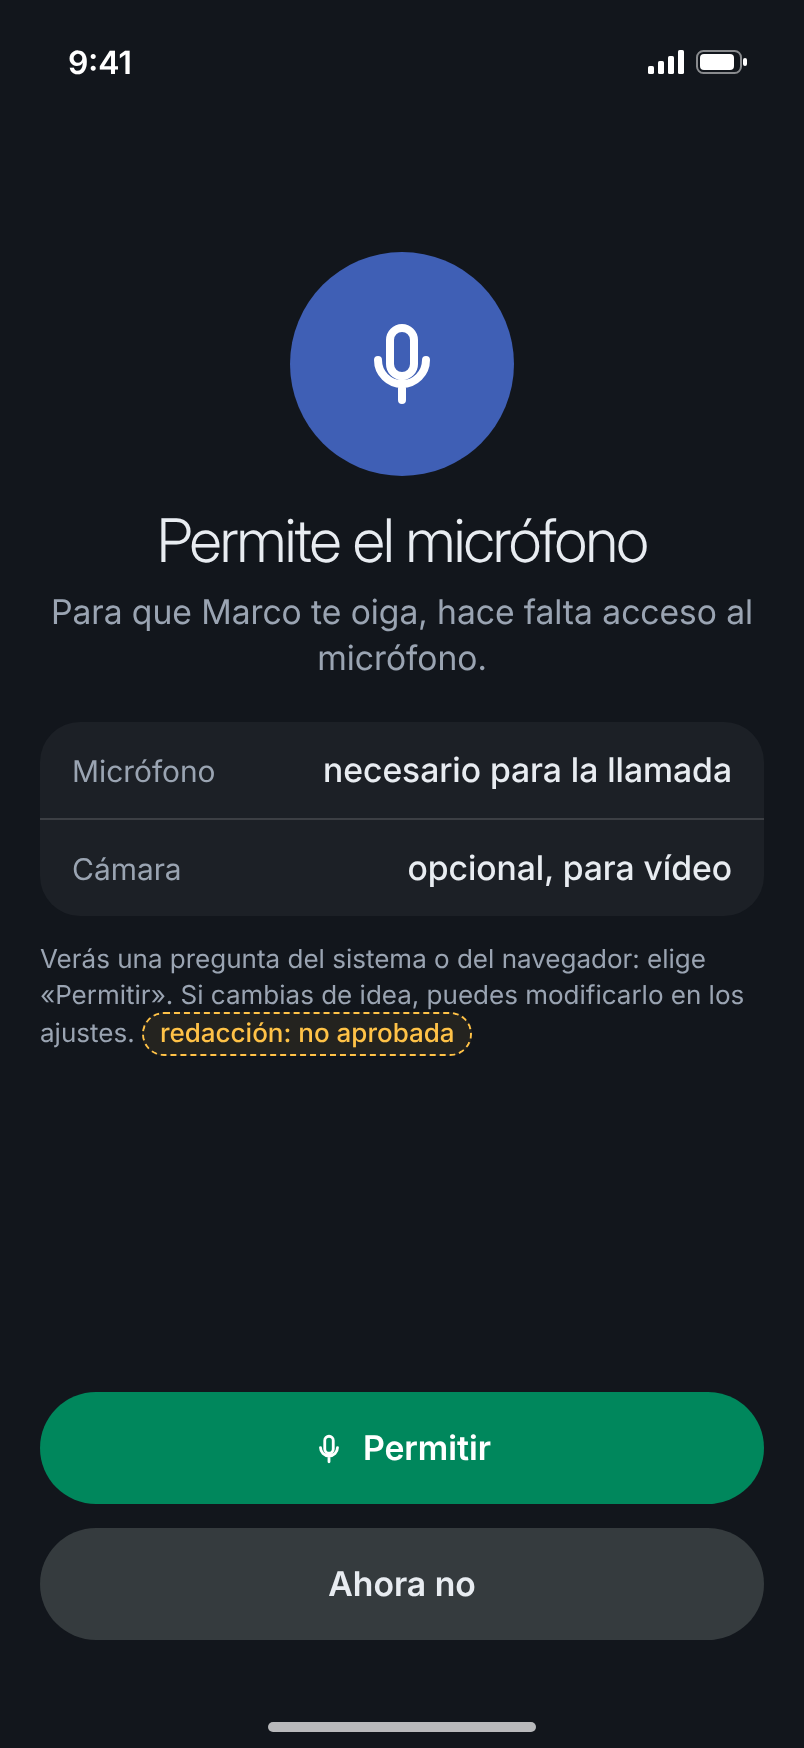 9:41
Permite el micrófono
Para que Marco te oiga, hace falta acceso al
micrófono.
Micrófono necesario para la llamada
Cámara opcional, para vídeo
Verás una pregunta del sistema o del navegador: elige
«Permitir». Si cambias de idea, puedes modificarlo en los
ajustes. redacción: no aprobada
Permitir
Ahora no